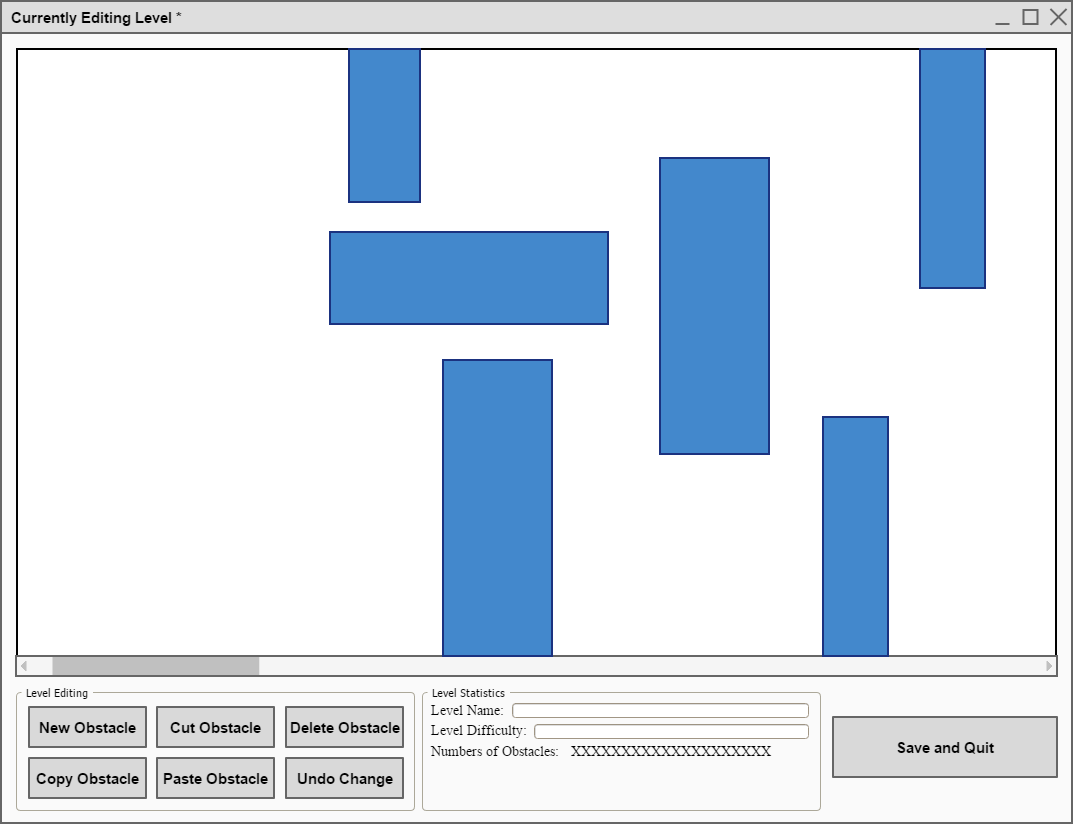 Currently Editing Level *
Level Editing
New Obstacle Cut Obstacle Delete Obstacle
Copy Obstacle Paste Obstacle Undo Change
Level Statistics
Level Name:
Level Difficulty:
Numbers of Obstacles: XXXXXXXXXXXXXXXXXXXX
Save and Quit